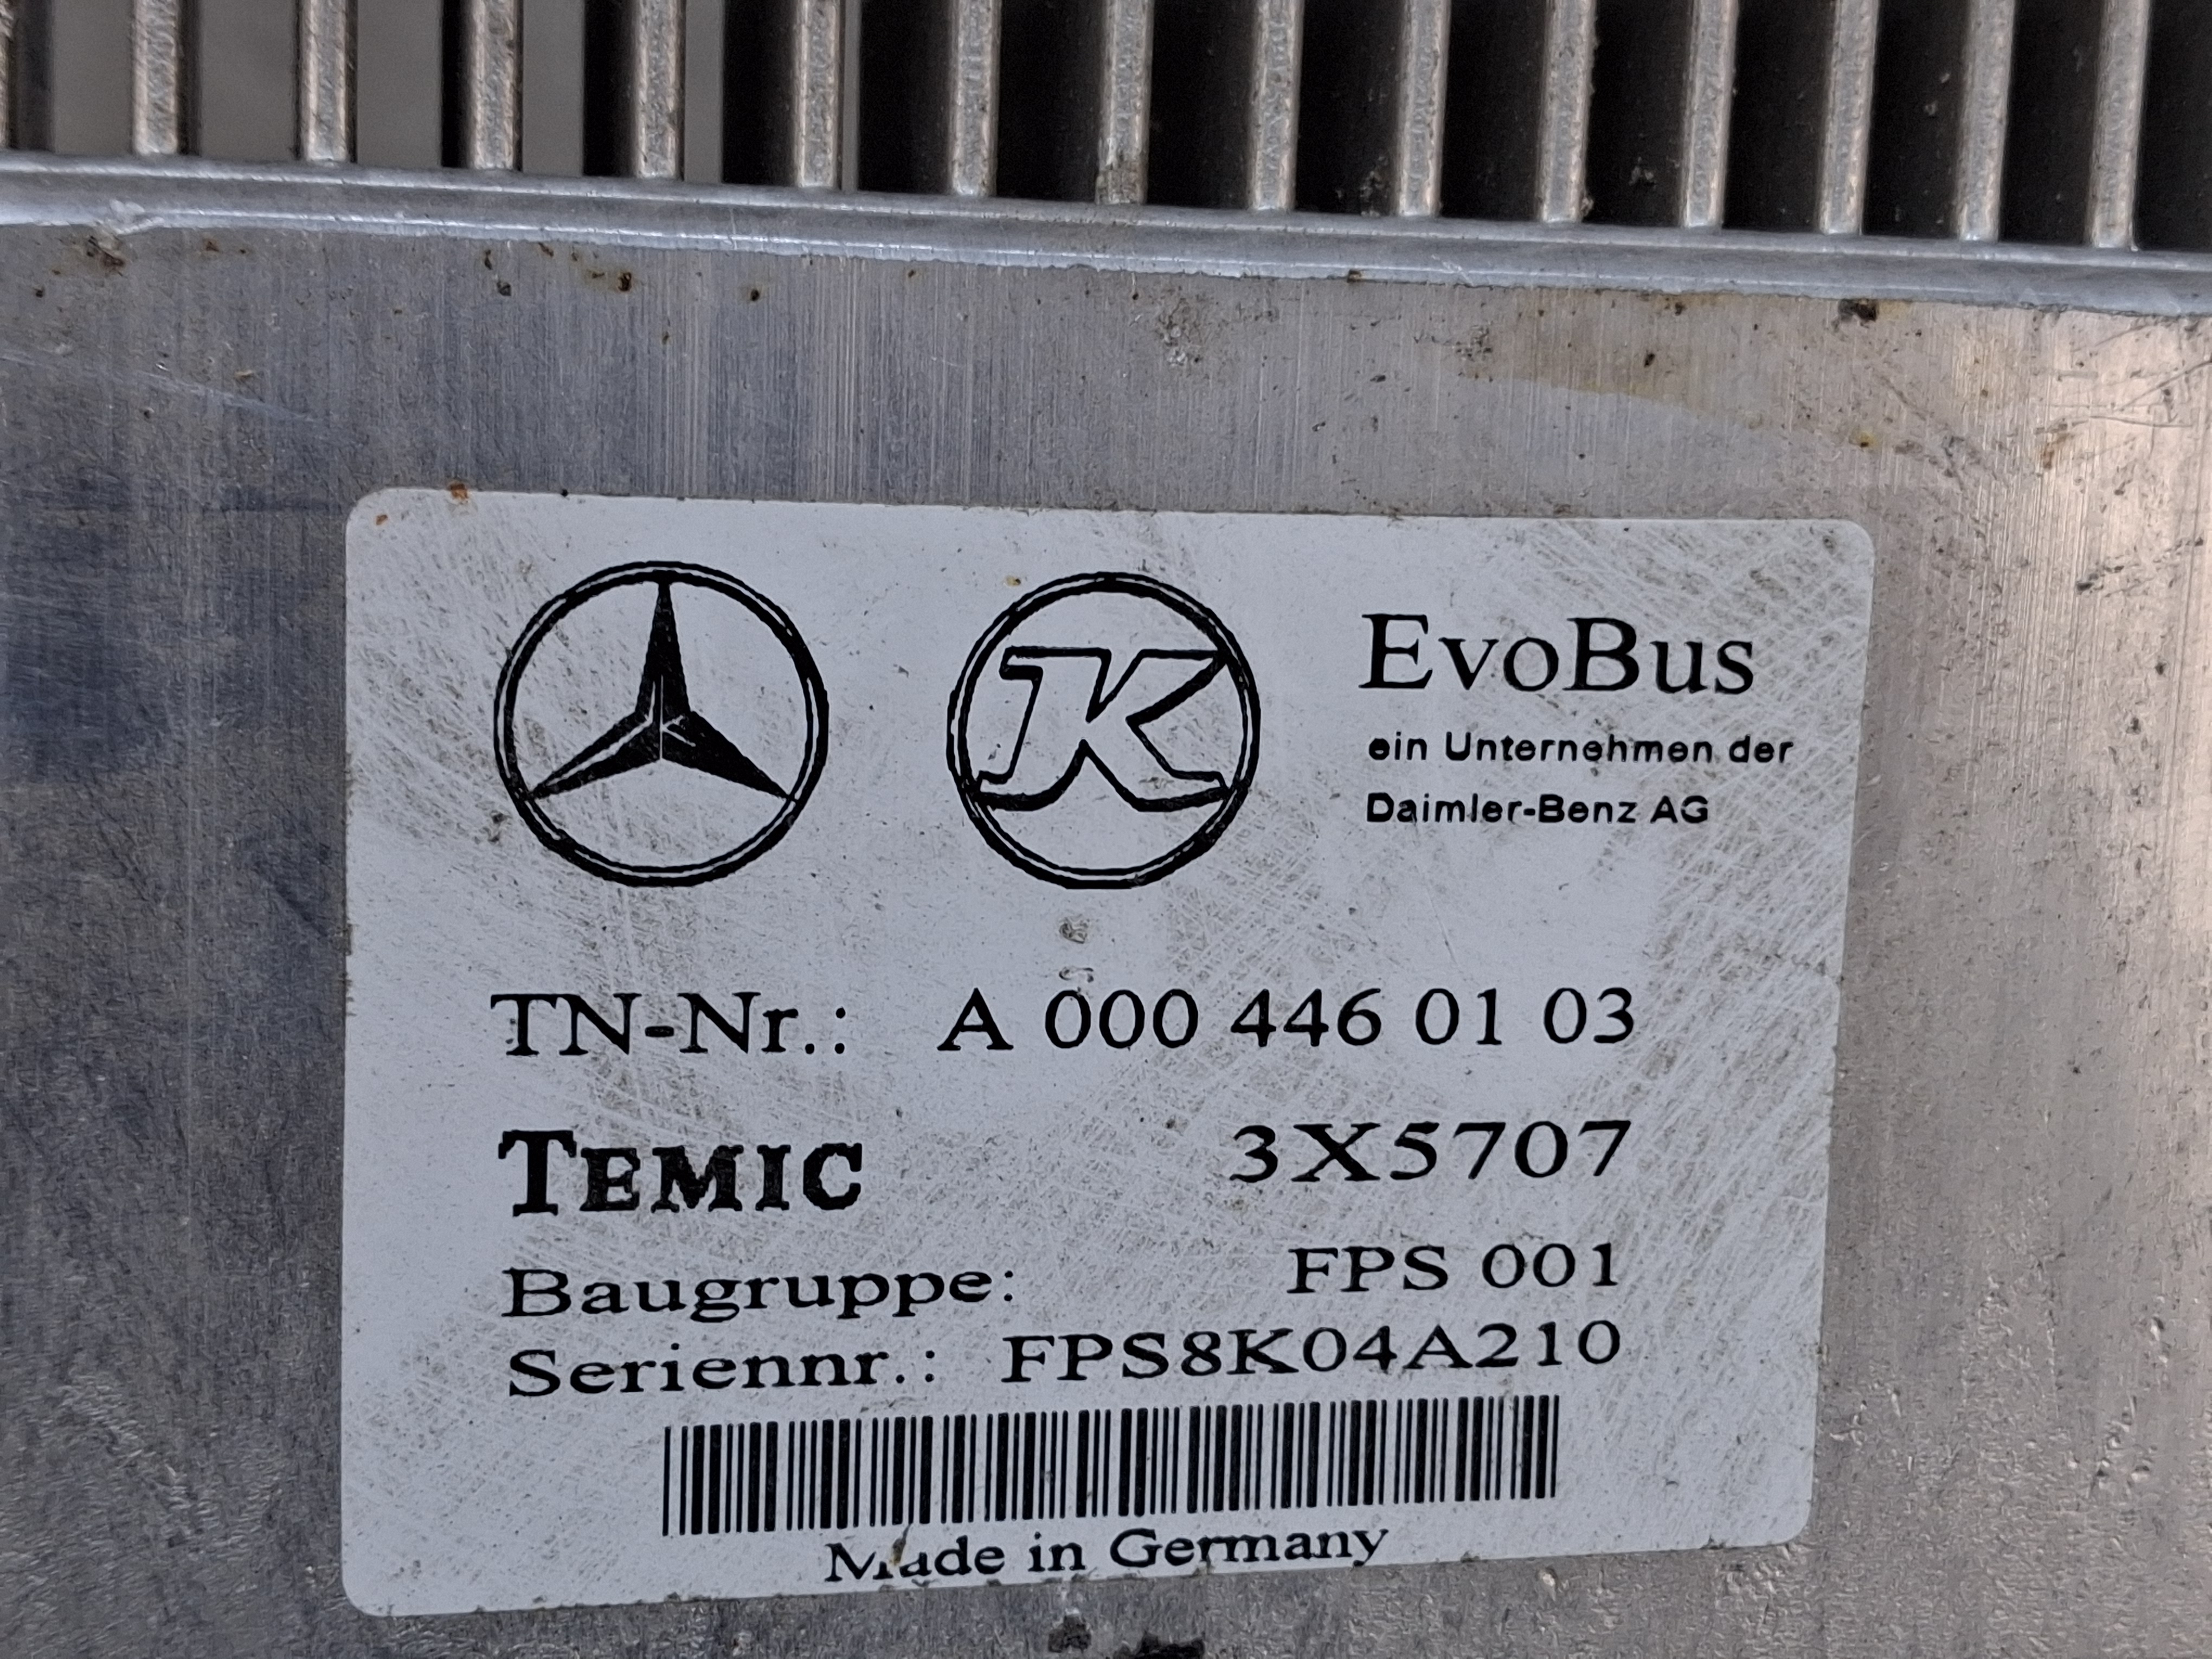 K
EvoBus
ein Unternehmen der
Daimler-Benz AG
TN-Nr.: A 000 446 01 03
TEMIC 3X5707
Baugruppe: FPS 001
Seriennr.: FPS8K04A210
Made in Germany